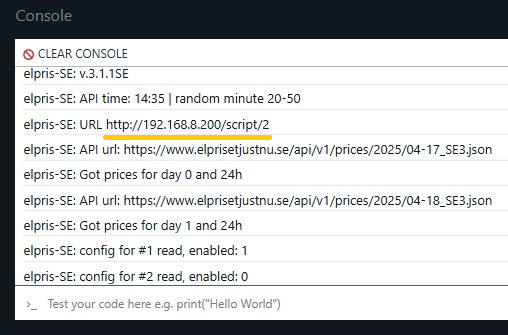 Console
CLEAR CONSOLE
elpris-SE: v.3.1.1SE
elpris-SE: API time: 14:35 | random minute 20-50
elpris-SE: URL http://192.168.8.200/script/2
elpris-SE: API url: https://www.elprisetjustnu.se/api/v1/prices/2025/04-17_SE3.json
elpris-SE: Got prices for day 0 and 24h
elpris-SE: API url: https://www.elprisetjustnu.se/api/v1/prices/2025/04-18_SE3.json
elpris-SE: Got prices for day 1 and 24h
elpris-SE: config for #1 read, enabled: 1
elpris-SE: config for #2 read, enabled: 0
>_ Test your code here e.g. print("Hello World")